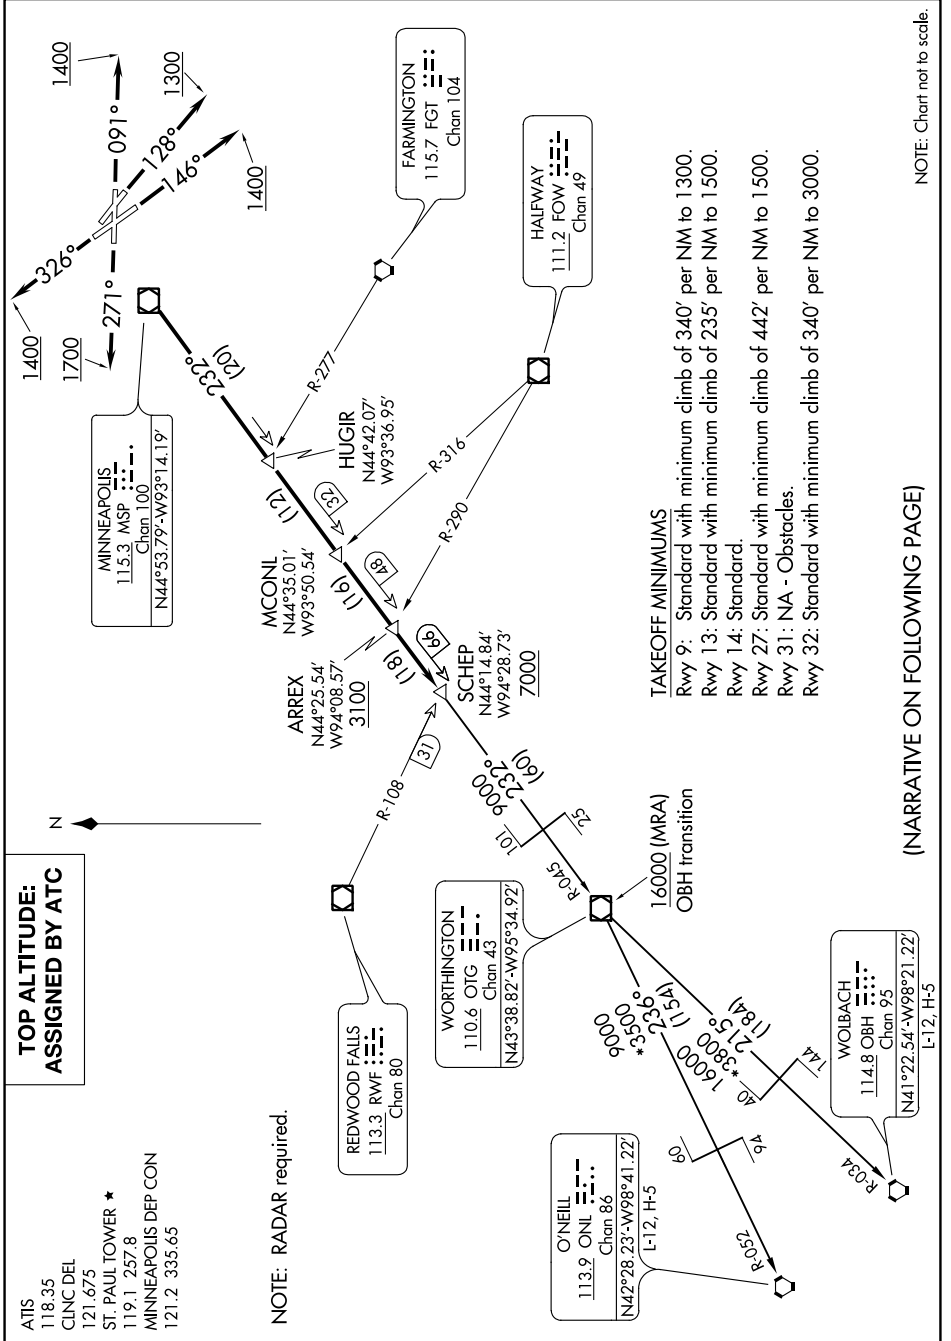 ATIS
118.35
CLNC DEL
121.675
ST. PAUL TOWER ★
119.1 257.8
MINNEAPOLIS DEP CON
121.2 335.65
TOP ALTITUDE:
ASSIGNED BY ATC
NOTE: RADAR required.
N
1400
326°
1400
1700
271°
1400
091°
1300
128°
146°
1400
MINNEAPOLIS
115.3 MSP
Chan 100
N44°53.79'-W93°14.19'
232°
(20)
FARMINGTON
115.7 FGT
Chan 104
R-277
HUGIR
N44°42.07'
W93°36.95'
(12)
32
HALFWAY
111.2 FOW
Chan 49
R-316
R-290
MCONL
N44°35.01'
W93°50.54'
(16)
48
ARREX
N44°25.54'
W94°08.57'
3100
(18)
66
SCHEP
N44°14.84'
W94°28.73'
7000
REDWOOD FALLS
113.3 RWF
Chan 80
R-108
31
9000
232°
(60)
101
25
R-045
WORTHINGTON
110.6 OTG
Chan 43
N43°38.82'-W95°34.92'
16000 (MRA)
OBH transition
9000
*3500
236°
(154)
60
94
R-052
O'NEILL
113.9 ONL
Chan 86
N42°28.23'-W98°41.22'
L-12, H-5
16000
*3800
215°
(184)
40
144
R-034
WOLBACH
114.8 OBH
Chan 95
N41°22.54'-W98°21.22'
L-12, H-5
TAKEOFF MINIMUMS
Rwy 9: Standard with minimum climb of 340' per NM to 1300.
Rwy 13: Standard with minimum climb of 235' per NM to 1500.
Rwy 14: Standard.
Rwy 27: Standard with minimum climb of 442' per NM to 1500.
Rwy 31: NA - Obstacles.
Rwy 32: Standard with minimum climb of 340' per NM to 3000.
(NARRATIVE ON FOLLOWING PAGE)
NOTE: Chart not to scale.